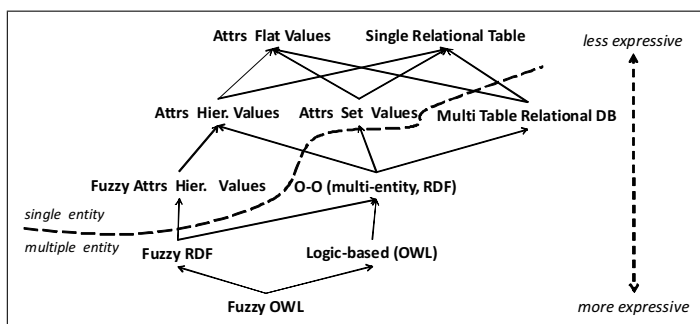 Attrs Flat Values Single Relational Table
less expressive
Attrs Hier. Values Attrs Set Values Multi Table Relational DB
Fuzzy Attrs Hier. Values O-O (multi-entity, RDF)
single entity
multiple entity
Fuzzy RDF Logic-based (OWL)
Fuzzy OWL
more expressive